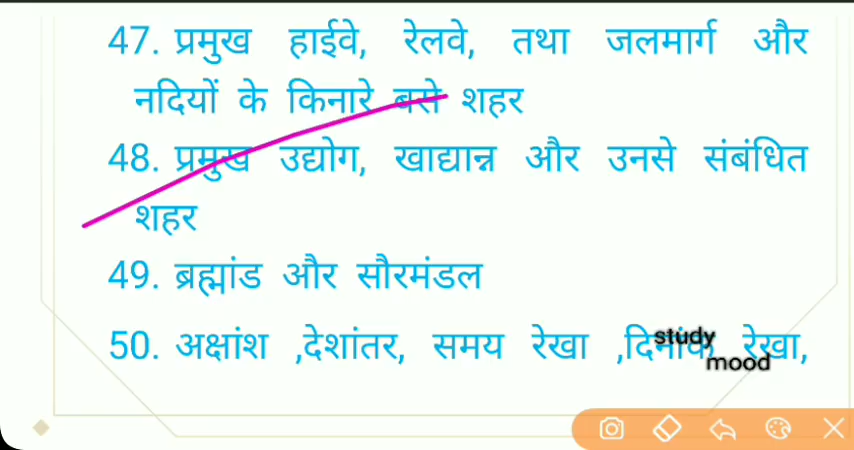 47. प्रमुख हाईवे, रेलवे, तथा जलमार्ग और
नदियों के किनारे बसे शहर
48. प्रमुख उद्योग, खाद्यान्न और उनसे संबंधित
शहर
49. ब्रह्मांड और सौरमंडल
50. अक्षांश ,देशांतर, समय रेखा ,दिनांक रेखा,
study
mood